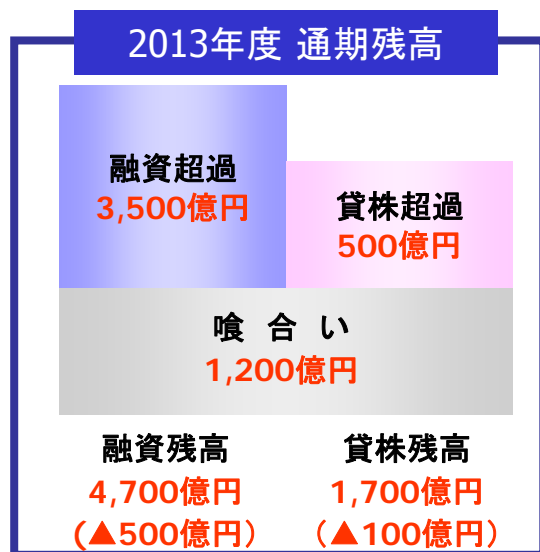 2013年度 通期残高
融資超過
3,500億円
貸株超過
500億円
喰 合 い
1,200億円
融資残高
4,700億円
(▲500億円)
貸株残高
1,700億円
(▲100億円)